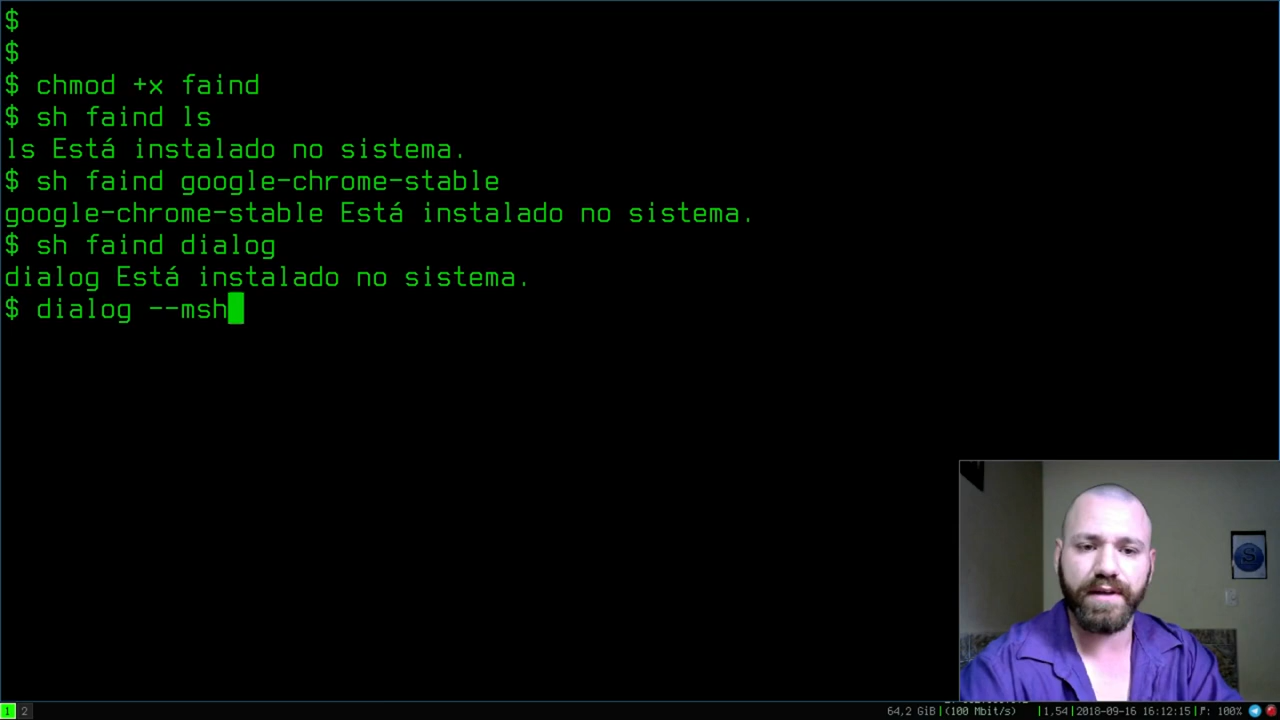 $
$
$ chmod +x faind
$ sh faind ls
ls Está instalado no sistema.
$ sh faind google-chrome-stable
google-chrome-stable Está instalado no sistema.
$ sh faind dialog
dialog Está instalado no sistema.
$ dialog --msh
S
1 2
64,2 GiB|(100 Mbit/s) |1,54|2018-09-16 16:12:15|F: 100%